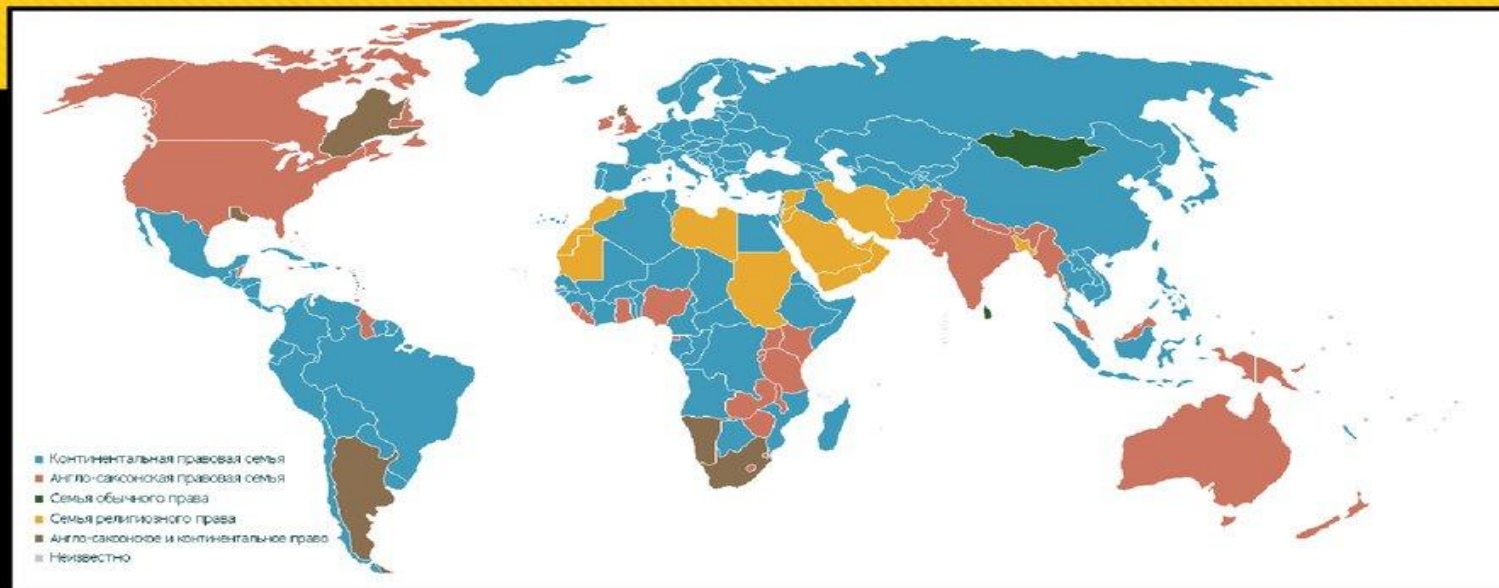 Континентальная правовая семья
Англо-саксонская правовая семья
Семья обычного права
Семья религиозного права
Англо-саксонское и континентальное право
Неизвестно